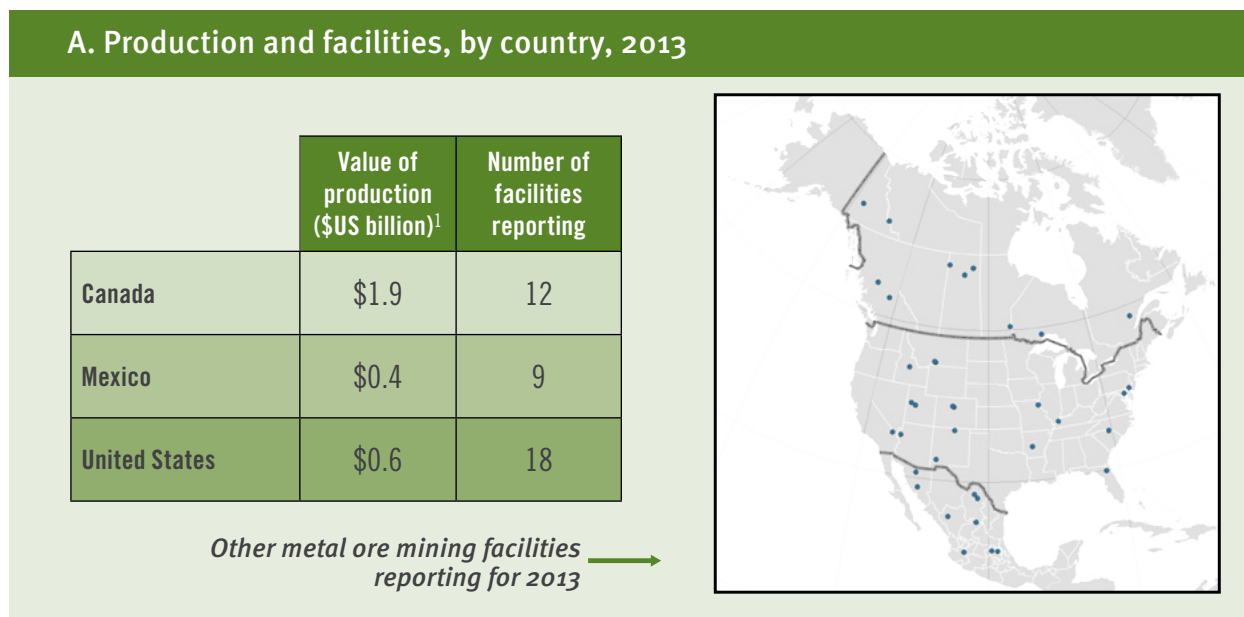 A. Production and facilities, by country, 2013
Value of
production
($US billion)1
Number of
facilities
reporting
Canada
$1.9
12
Mexico
$0.4
9
United States
$0.6
18
Other metal ore mining facilities
reporting for 2013